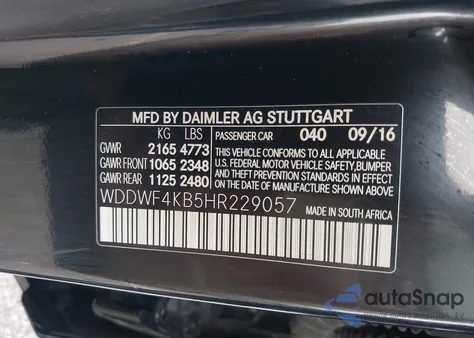 MFD BY DAIMLER AG STUTTGART
KG LBS
PASSENGER CAR 040 09/16
GVWR 2165 4773
GAWR FRONT 1065 2348
GAWR REAR 1125 2480
THIS VEHICLE CONFORMS TO ALL APPLICABLE
U.S. FEDERAL MOTOR VEHICLE SAFETY, BUMPER,
AND THEFT PREVENTION STANDARDS IN EFFECT
ON THE DATE OF MANUFACTURE SHOWN ABOVE.
WDDWF4KB5HR229057
MADE IN SOUTH AFRICA
autoSnap